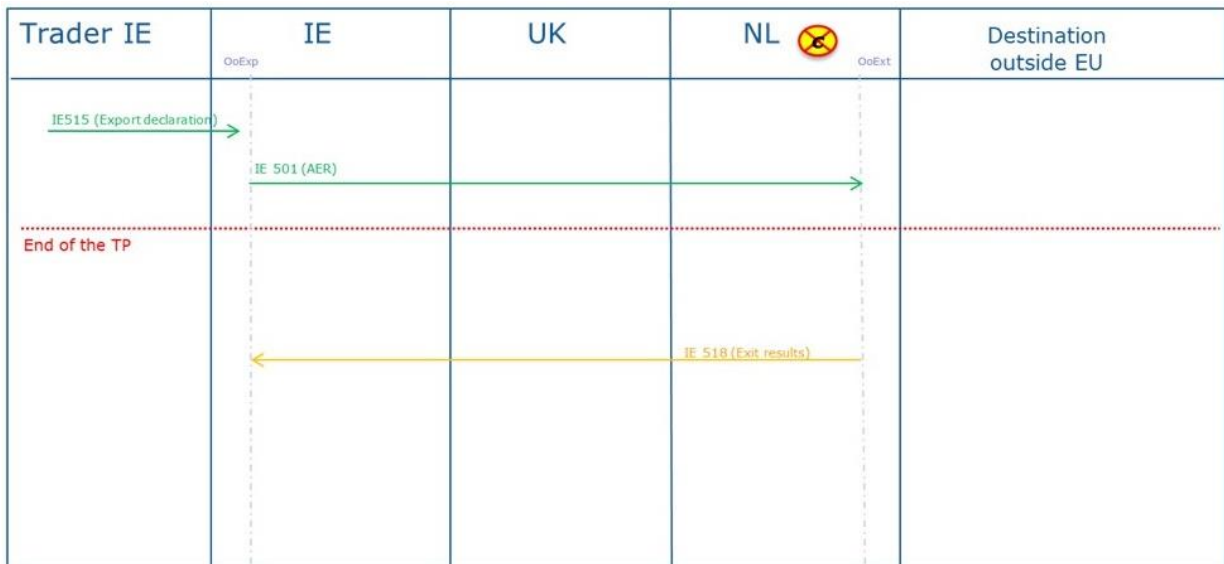 Trader IE
IE
UK
NL
Destination
outside EU
OoExp
OoExt
IE515 (Export declaration)
IE 501 (AER)
End of the TP
IE 518 (Exit results)